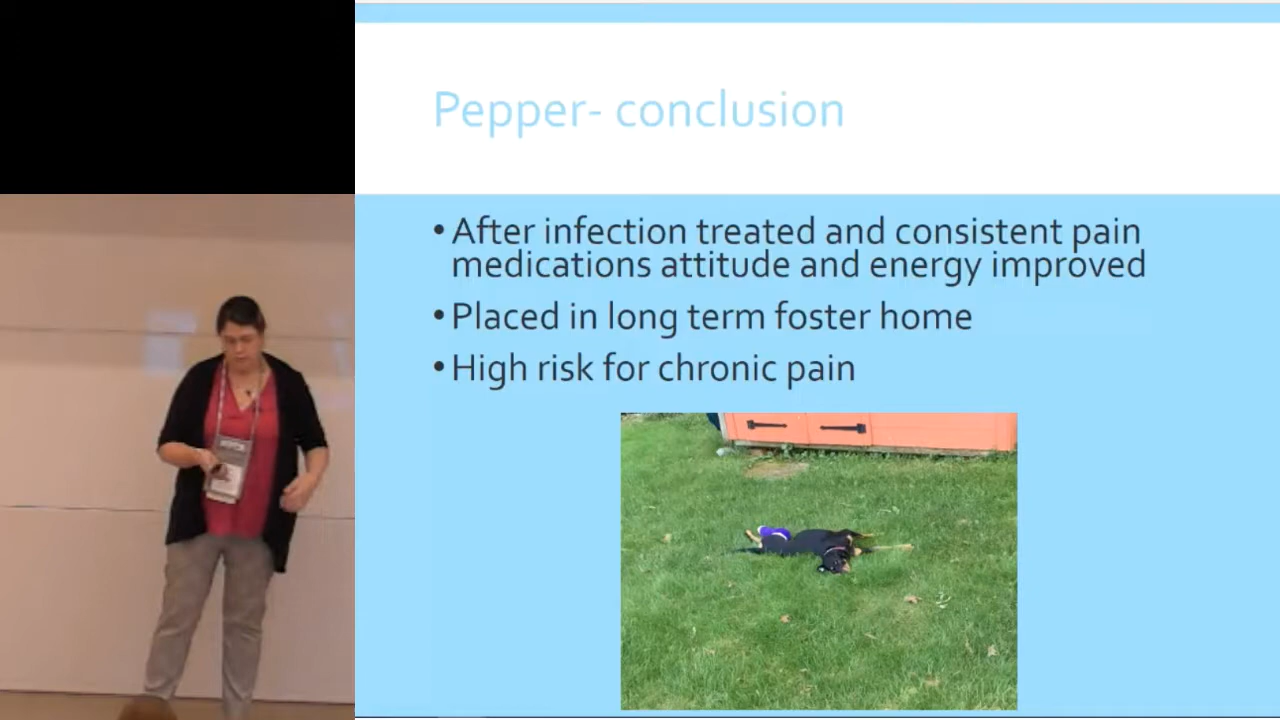 Pepper- conclusion
• After infection treated and consistent pain
medications attitude and energy improved
• Placed in long term foster home
• High risk for chronic pain